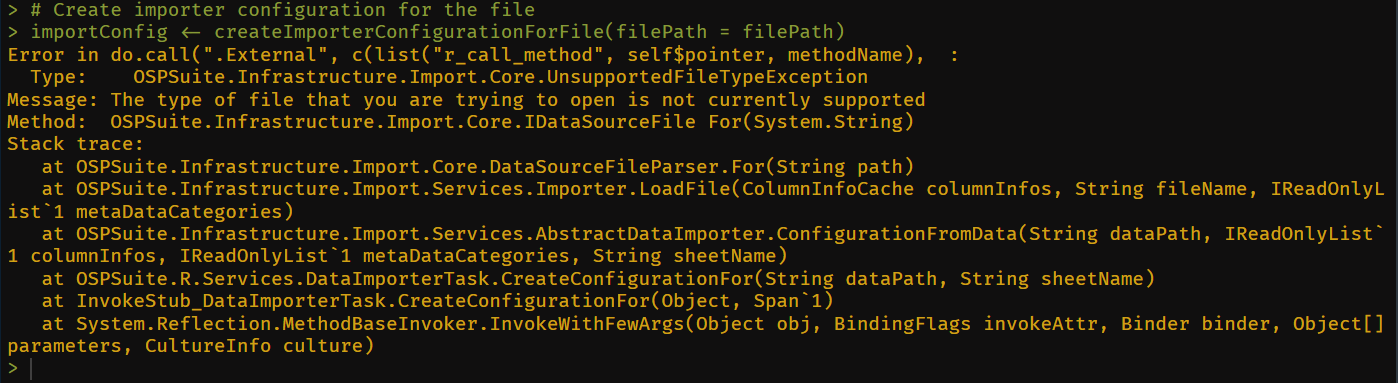 > # Create importer configuration for the file
> importConfig <- createImporterConfigurationForFile(filePath = filePath)
Error in do.call(".External", c(list("r_call_method", self$pointer, methodName),  :
  Type:    OSPSuite.Infrastructure.Import.Core.UnsupportedFileTypeException
Message: The type of file that you are trying to open is not currently supported
Method:  OSPSuite.Infrastructure.Import.Core.IDataSourceFile For(System.String)
Stack trace:
   at OSPSuite.Infrastructure.Import.Core.DataSourceFileParser.For(String path)
   at OSPSuite.Infrastructure.Import.Services.Importer.LoadFile(ColumnInfoCache columnInfos, String fileName, IReadOnlyL
ist`1 metaDataCategories)
   at OSPSuite.Infrastructure.Import.Services.AbstractDataImporter.ConfigurationFromData(String dataPath, IReadOnlyList`
1 columnInfos, IReadOnlyList`1 metaDataCategories, String sheetName)
   at OSPSuite.R.Services.DataImporterTask.CreateConfigurationFor(String dataPath, String sheetName)
   at InvokeStub_DataImporterTask.CreateConfigurationFor(Object, Span`1)
   at System.Reflection.MethodBaseInvoker.InvokeWithFewArgs(Object obj, BindingFlags invokeAttr, Binder binder, Object[]
parameters, CultureInfo culture)
>